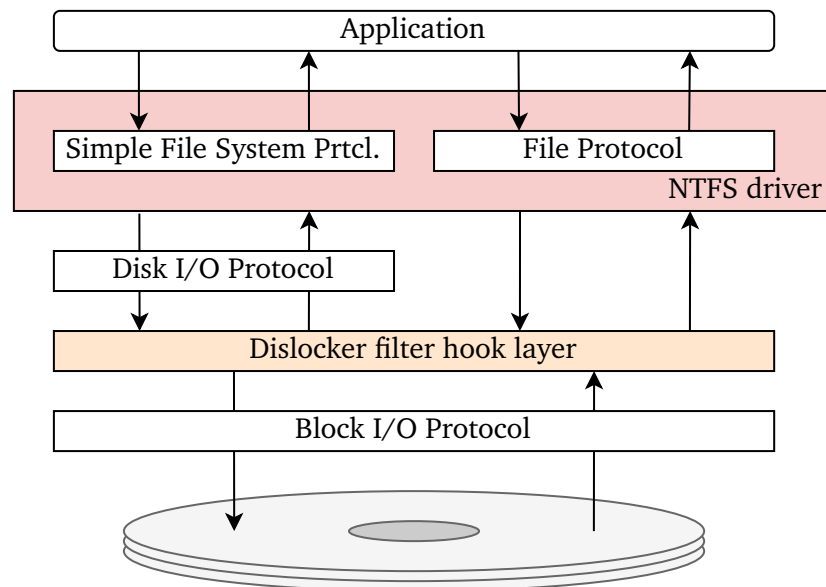 Application
Simple File System Prtcl.
File Protocol
NTFS driver
Disk I/O Protocol
Dislocker filter hook layer
Block I/O Protocol